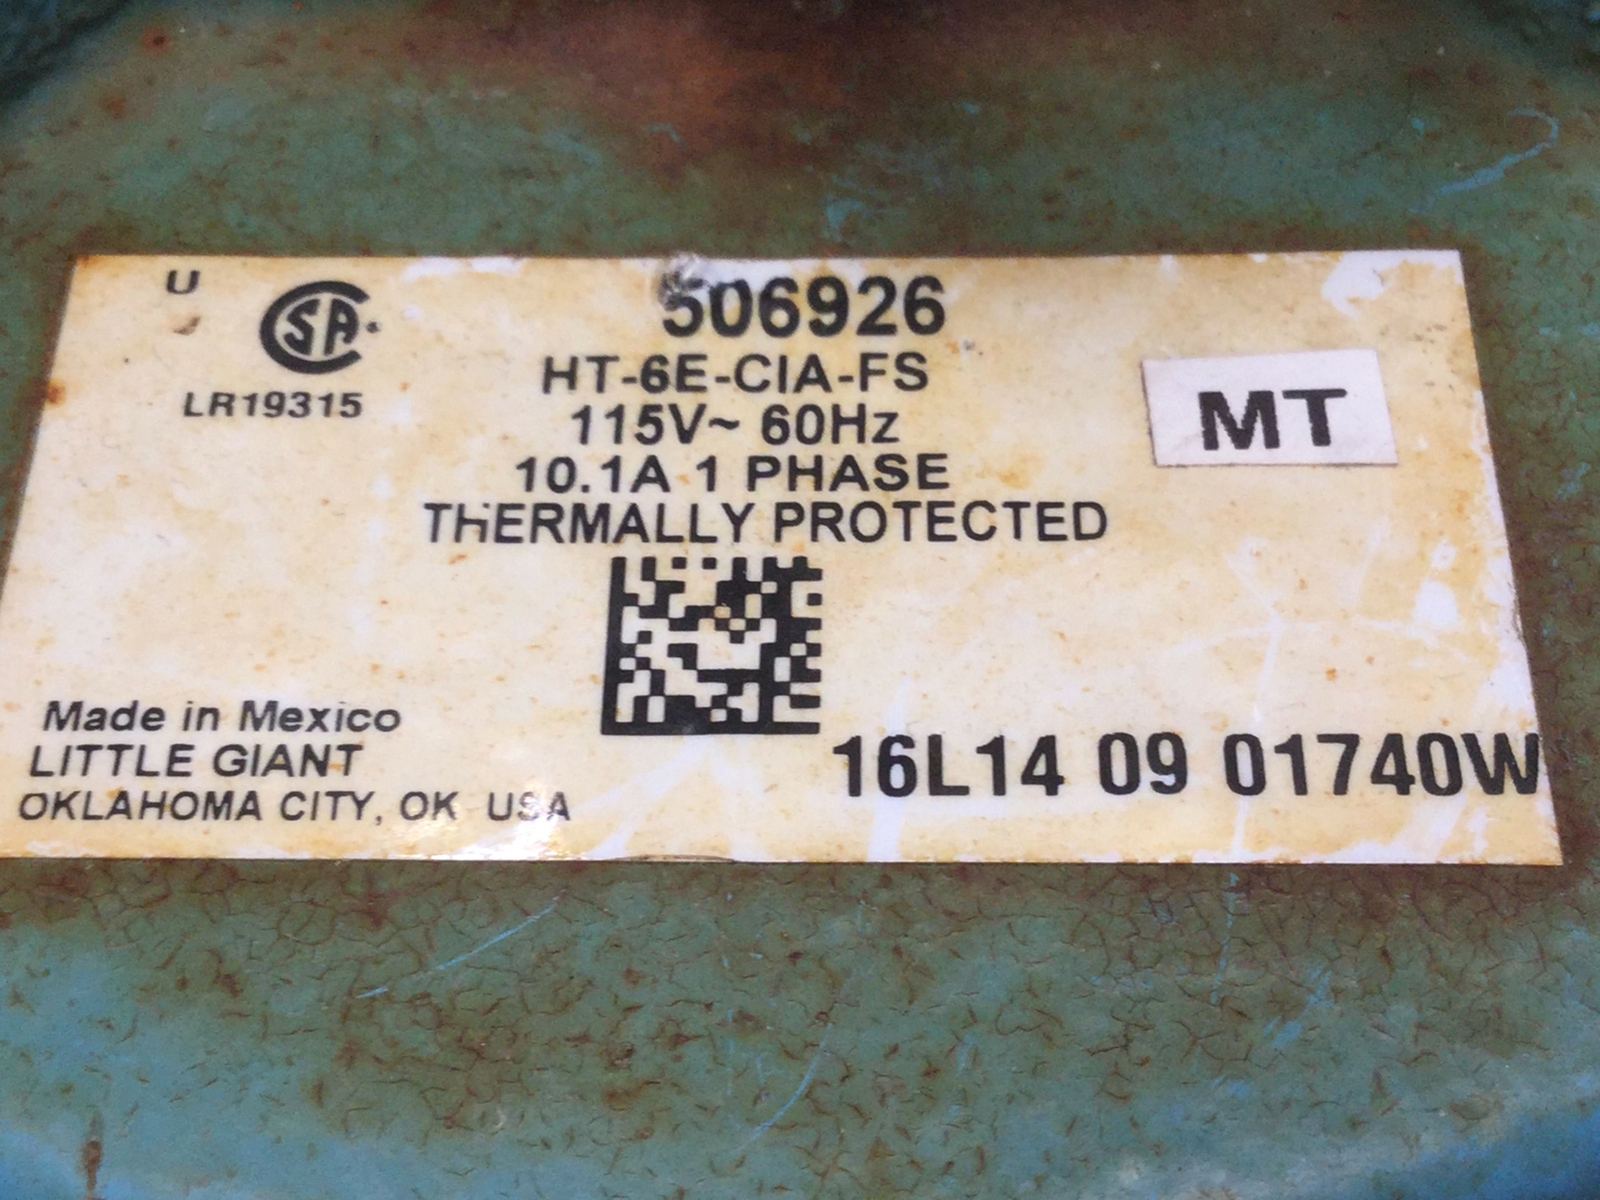 U
CSA
LR19315
506926
HT-6E-CIA-FS
115V~ 60Hz
10.1A 1 PHASE
THERMALLY PROTECTED
MT
Made in Mexico
LITTLE GIANT
OKLAHOMA CITY, OK USA
16L14 09 01740W